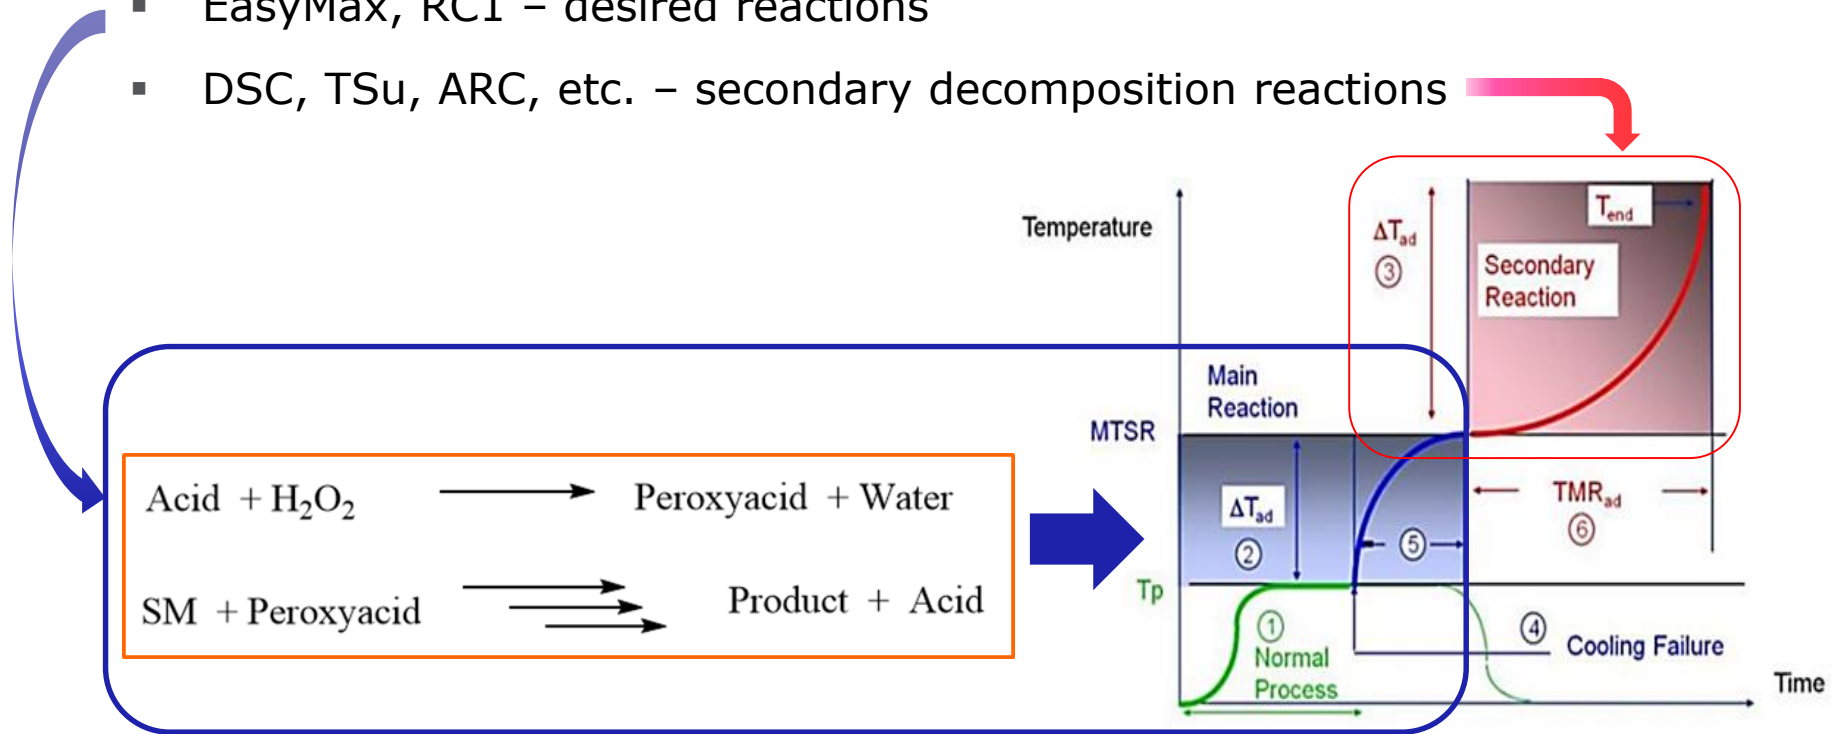 ▪ EasyMax, RC1 – desired reactions
▪ DSC, TSu, ARC, etc. – secondary decomposition reactions
Acid + H₂O₂ → Peroxyacid + Water
SM + Peroxyacid → → → Product + Acid
Temperature
ΔTad
③
Tend
Secondary
Reaction
Main
Reaction
MTSR
ΔTad
②
⑤
TMRad
⑥
Tp
①
Normal
Process
④
Cooling Failure
Time